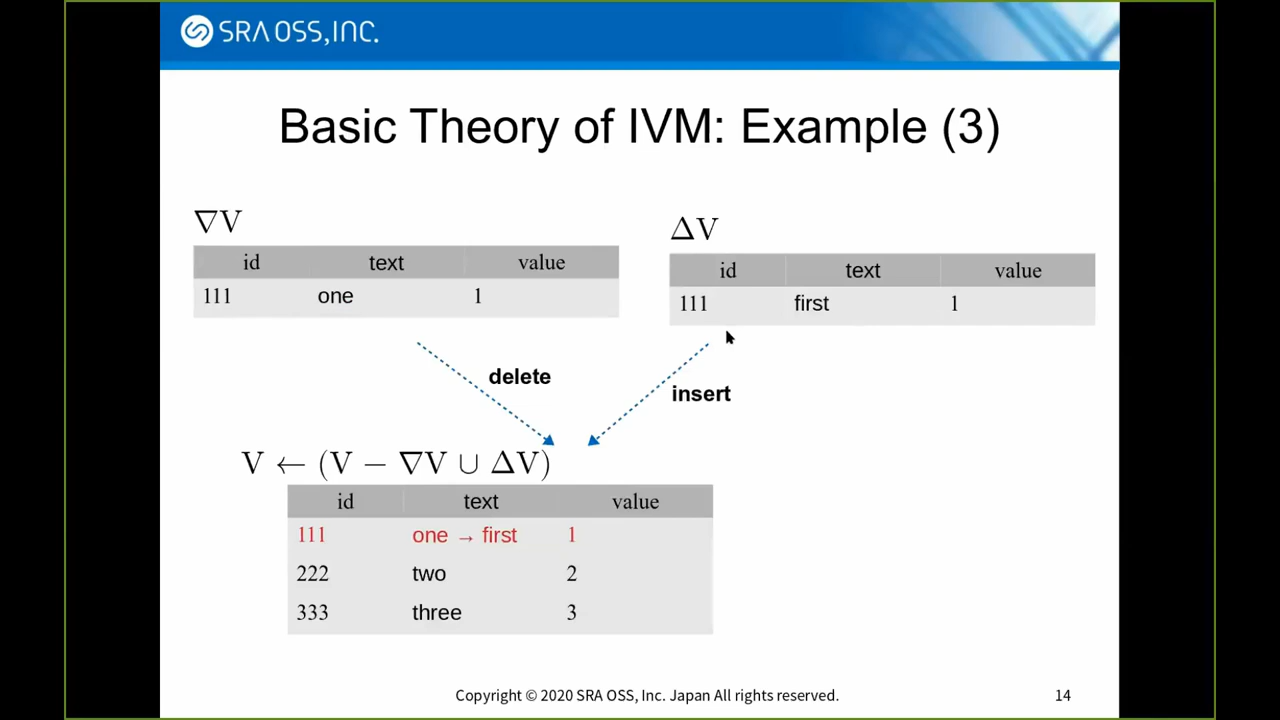 SRA OSS, INC.
Basic Theory of IVM: Example (3)
∇V
id text value
111 one 1
ΔV
id text value
111 first 1
delete
insert
V ← (V − ∇V ∪ ΔV)
id text value
111 one → first 1
222 two 2
333 three 3
Copyright © 2020 SRA OSS, Inc. Japan All rights reserved.
14